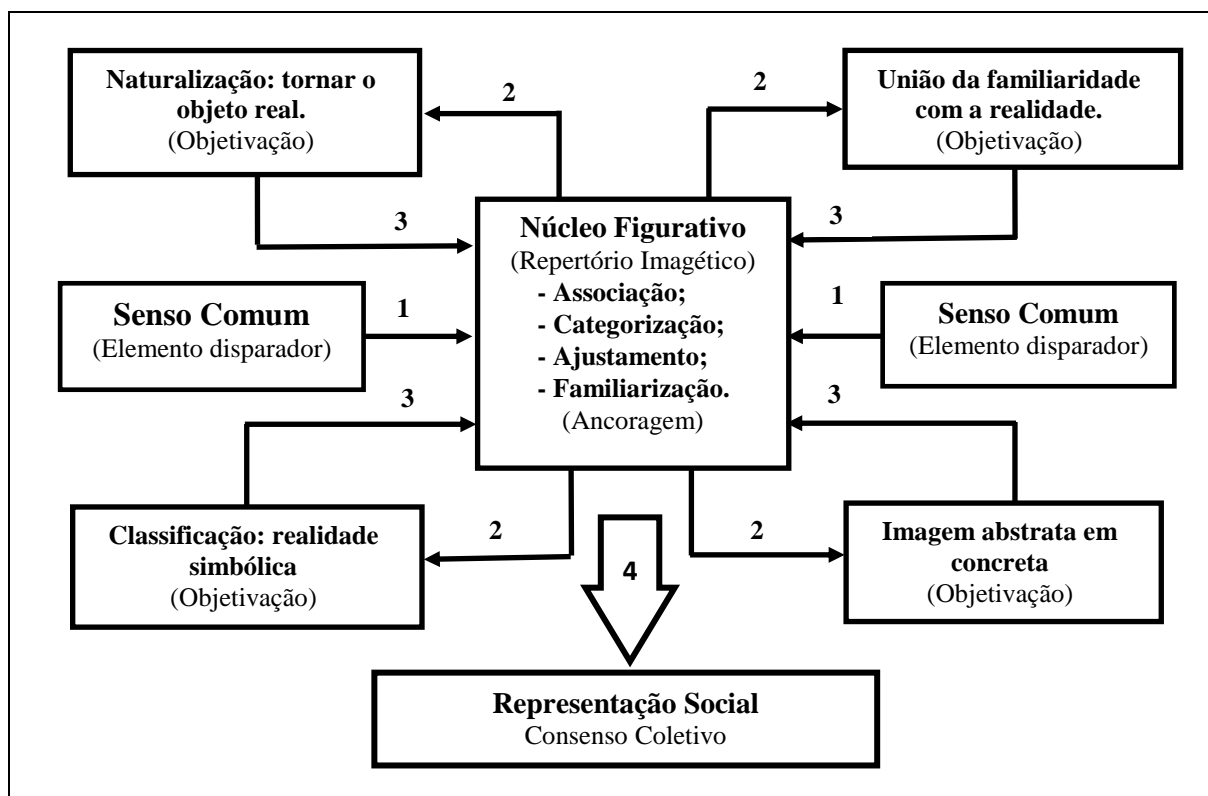 Naturalização: tornar o
objeto real.
(Objetivação)
2
2
União da familiaridade
com a realidade.
(Objetivação)
3
3
Núcleo Figurativo
(Repertório Imagético)
- Associação;
- Categorização;
- Ajustamento;
- Familiarização.
(Ancoragem)
Senso Comum
(Elemento disparador)
1
1
Senso Comum
(Elemento disparador)
3
3
Classificação: realidade
simbólica
(Objetivação)
2
2
Imagem abstrata em
concreta
(Objetivação)
4
Representação Social
Consenso Coletivo